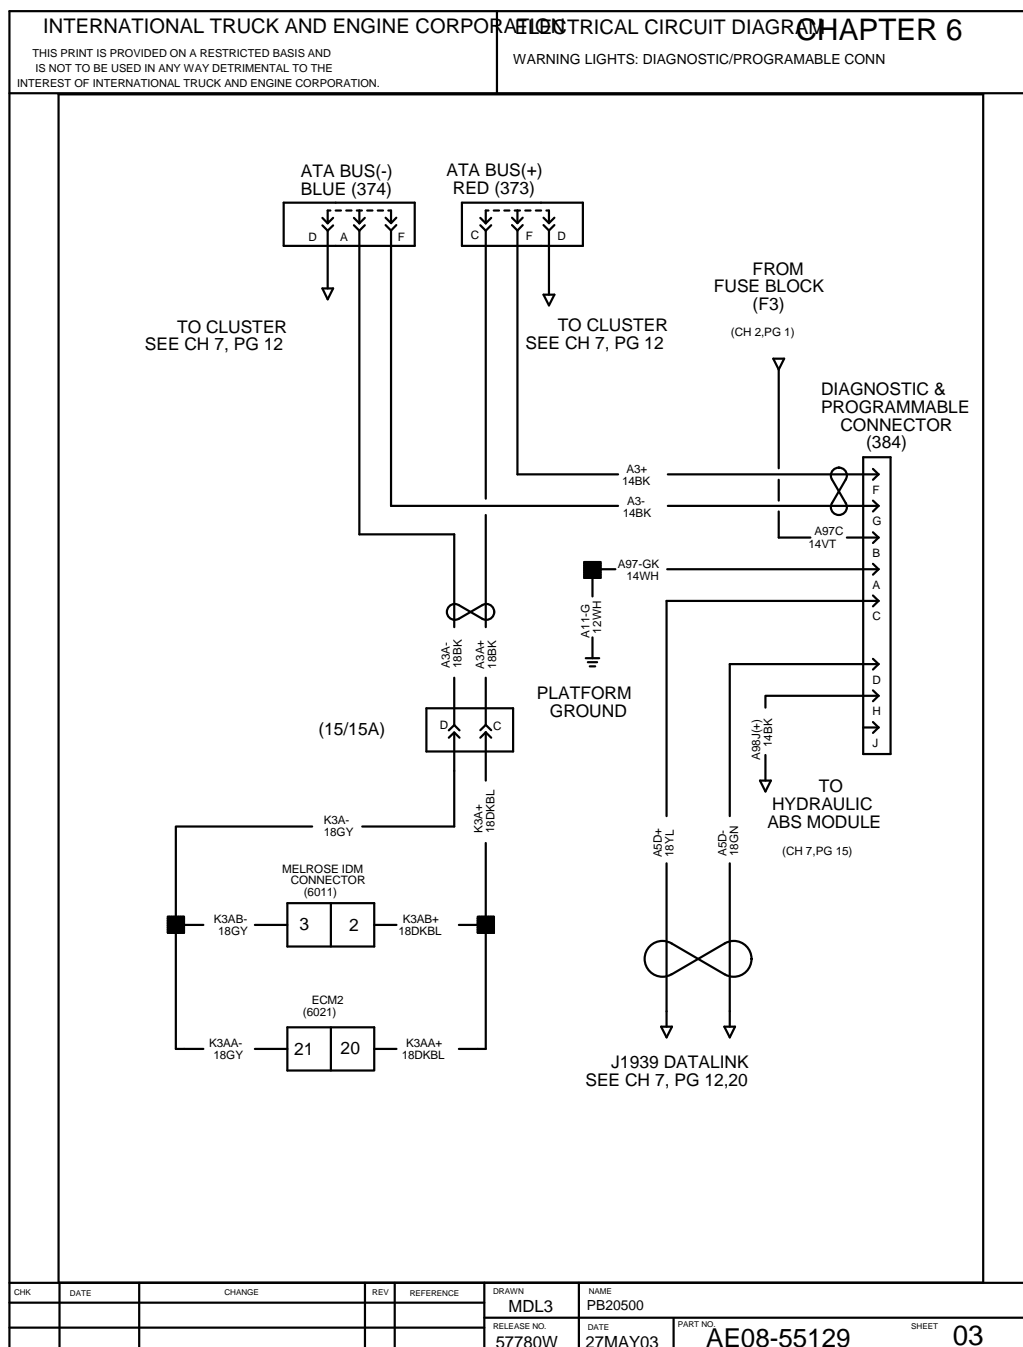 INTERNATIONAL TRUCK AND ENGINE CORPORATION
ELECTRICAL CIRCUIT DIAGRAM
CHAPTER 6
THIS PRINT IS PROVIDED ON A RESTRICTED BASIS AND
IS NOT TO BE USED IN ANY WAY DETRIMENTAL TO THE
INTEREST OF INTERNATIONAL TRUCK AND ENGINE CORPORATION.
WARNING LIGHTS: DIAGNOSTIC/PROGRAMABLE CONN
ATA BUS(-)
BLUE (374)
ATA BUS(+)
RED (373)
D A F
C F D
TO CLUSTER
SEE CH 7, PG 12
TO CLUSTER
SEE CH 7, PG 12
FROM
FUSE BLOCK
(F3)
(CH 2,PG 1)
DIAGNOSTIC &
PROGRAMMABLE
CONNECTOR
(384)
A3+
14BK
F
A3-
14BK
G
A97C
14VT
B
A97-GK
14WH
A
C
A11-G
12WH
PLATFORM
GROUND
D
H
J
A98J(+)
14BK
TO
HYDRAULIC
ABS MODULE
(CH 7,PG 15)
A3A-
18BK
A3A+
18BK
(15/15A)
D
C
K3A-
18GY
K3A+
18DKBL
A5D+
18YL
A5D-
18GN
MELROSE IDM
CONNECTOR
(6011)
K3AB-
18GY
3
2
K3AB+
18DKBL
ECM2
(6021)
K3AA-
18GY
21
20
K3AA+
18DKBL
J1939 DATALINK
SEE CH 7, PG 12,20
CHK DATE CHANGE REV REFERENCE
DRAWN
MDL3
NAME
PB20500
RELEASE NO.
57780W
DATE
27MAY03
PART NO.
AE08-55129
SHEET
03